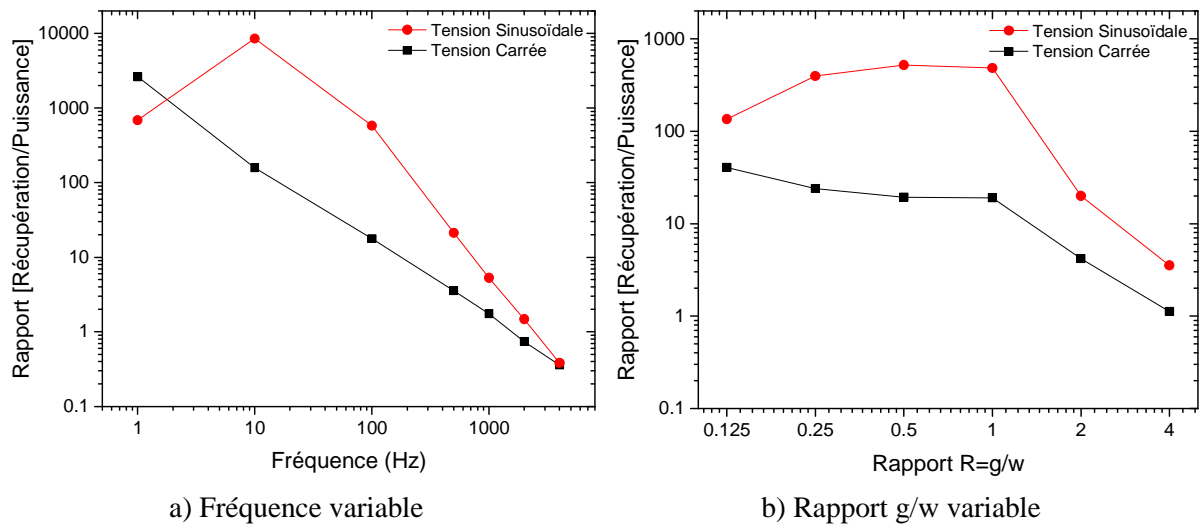 10000
1000
100
10
1
0.1
Rapport [Récupération/Puissance]
Tension Sinusoïdale
Tension Carrée
1
10
100
1000
Fréquence (Hz)
a) Fréquence variable
1000
100
10
1
0.1
Rapport [Récupération/Puissance]
Tension Sinusoïdale
Tension Carrée
0.125
0.25
0.5
1
2
4
Rapport R=g/w
b) Rapport g/w variable